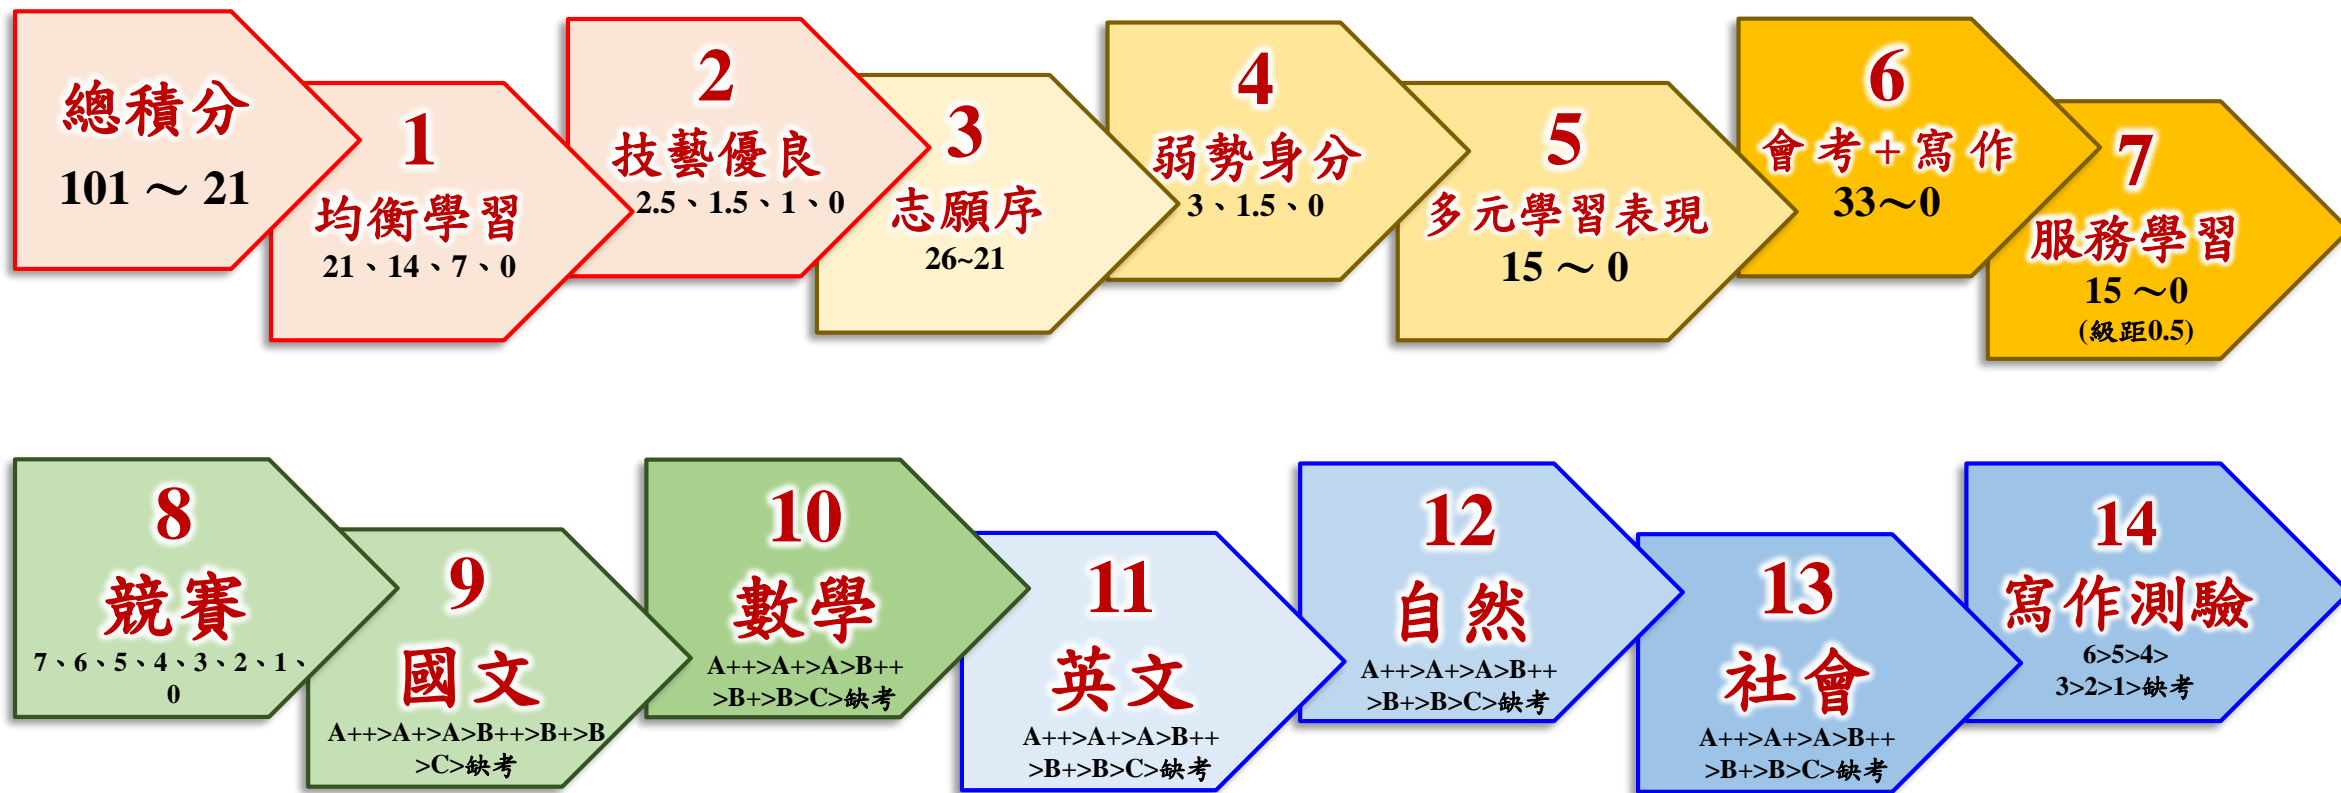 總積分
101 ～ 21
1
均衡學習
21、14、7、0
2
技藝優良
2.5、1.5、1、0
3
志願序
26~21
4
弱勢身分
3、1.5、0
5
多元學習表現
15 ～ 0
6
會考+寫作
33～0
7
服務學習
15 ～0
(級距0.5)
8
競賽
7、6、5、4、3、2、1、
0
9
國文
A++>A+>A>B++>B+>B
>C>缺考
10
數學
A++>A+>A>B++
>B+>B>C>缺考
11
英文
A++>A+>A>B++
>B+>B>C>缺考
12
自然
A++>A+>A>B++
>B+>B>C>缺考
13
社會
A++>A+>A>B++
>B+>B>C>缺考
14
寫作測驗
6>5>4>
3>2>1>缺考